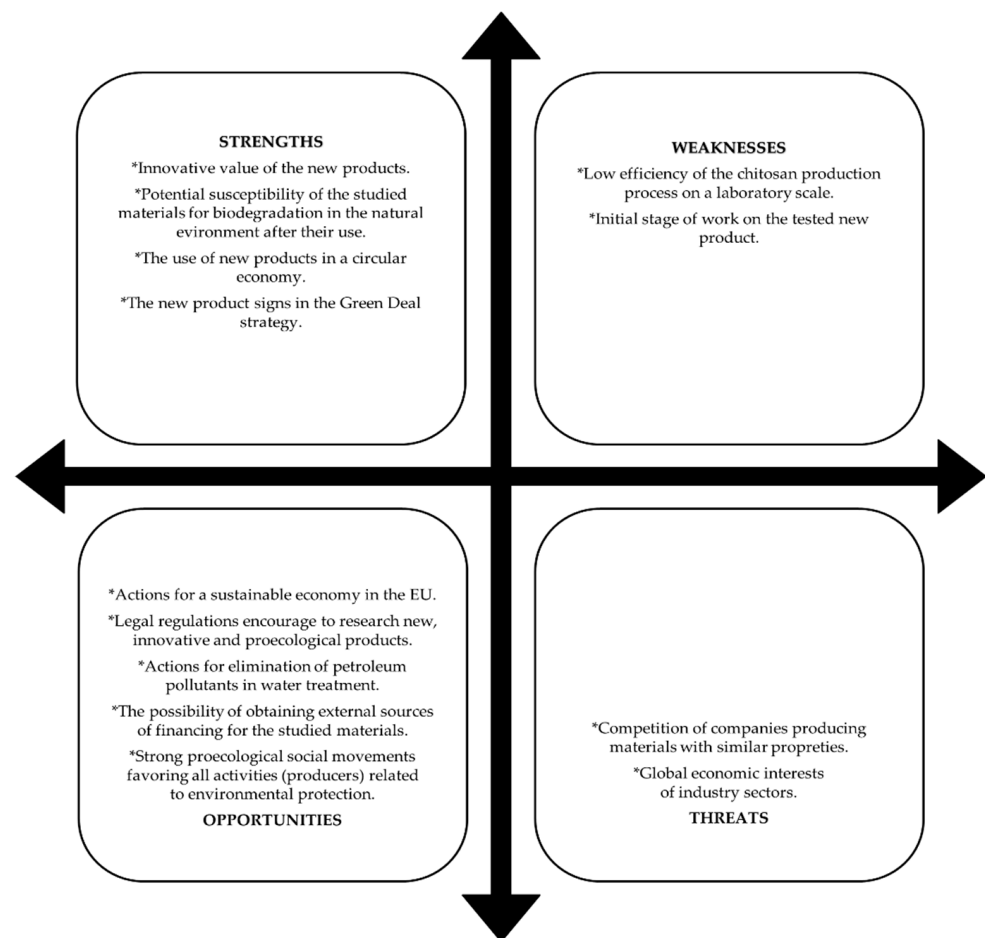 STRENGTHS
*Innovative value of the new products.
*Potential susceptibility of the studied
materials for biodegradation in the natural
evironment after their use.
*The use of new products in a circular
economy.
*The new product signs in the Green Deal
strategy.
WEAKNESSES
*Low efficiency of the chitosan production
process on a laboratory scale.
*Initial stage of work on the tested new
product.
*Actions for a sustainable economy in the EU.
*Legal regulations encourage to research new,
innovative and proecological products.
*Actions for elimination of petroleum
pollutants in water treatment.
*The possibility of obtaining external sources
of financing for the studied materials.
*Strong proecological social movements
favoring all activities (producers) related
to environmental protection.
OPPORTUNITIES
*Competition of companies producing
materials with similar propreties.
*Global economic interests
of industry sectors.
THREATS